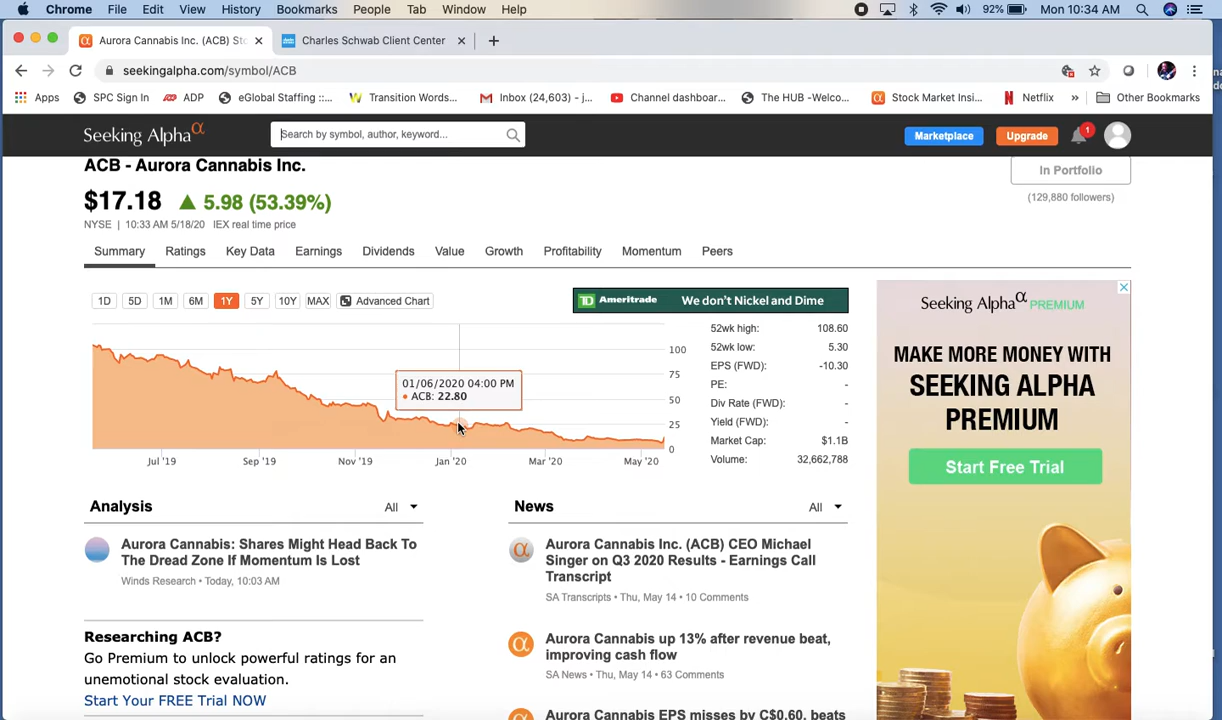 Chrome File Edit View History Bookmarks People Tab Window Help 92% Mon 10:34 AM
Aurora Cannabis Inc. (ACB) Sto Charles Schwab Client Center
seekingalpha.com/symbol/ACB
Apps SPC Sign In ADP eGlobal Staffing ::... Transition Words... Inbox (24,603) – j... Channel dashboar... The HUB -Welco... Stock Market Insi... Netflix » Other Bookmarks
Seeking Alpha α Search by symbol, author, keyword... Marketplace Upgrade 1
ACB - Aurora Cannabis Inc. In Portfolio
$17.18 ▲ 5.98 (53.39%) (129,880 followers)
NYSE | 10:33 AM 5/18/20 IEX real time price
Summary Ratings Key Data Earnings Dividends Value Growth Profitability Momentum Peers
1D 5D 1M 6M 1Y 5Y 10Y MAX Advanced Chart
TD Ameritrade We don't Nickel and Dime
100
75
50
25
0
01/06/2020 04:00 PM
ACB: 22.80
Jul '19 Sep '19 Nov '19 Jan '20 Mar '20 May '20
52wk high: 108.60
52wk low: 5.30
EPS (FWD): -10.30
PE: -
Div Rate (FWD): -
Yield (FWD): -
Market Cap: $1.1B
Volume: 32,662,788
Analysis All
Aurora Cannabis: Shares Might Head Back To
The Dread Zone If Momentum Is Lost
Winds Research • Today, 10:03 AM
Researching ACB?
Go Premium to unlock powerful ratings for an
unemotional stock evaluation.
Start Your FREE Trial NOW
News All
Aurora Cannabis Inc. (ACB) CEO Michael
Singer on Q3 2020 Results - Earnings Call
Transcript
SA Transcripts • Thu, May 14 • 10 Comments
Aurora Cannabis up 13% after revenue beat,
improving cash flow
SA News • Thu, May 14 • 63 Comments
Aurora Cannabis EPS misses by C$0.60, beats
Seeking Alpha α PREMIUM
MAKE MORE MONEY WITH
SEEKING ALPHA
PREMIUM
Start Free Trial